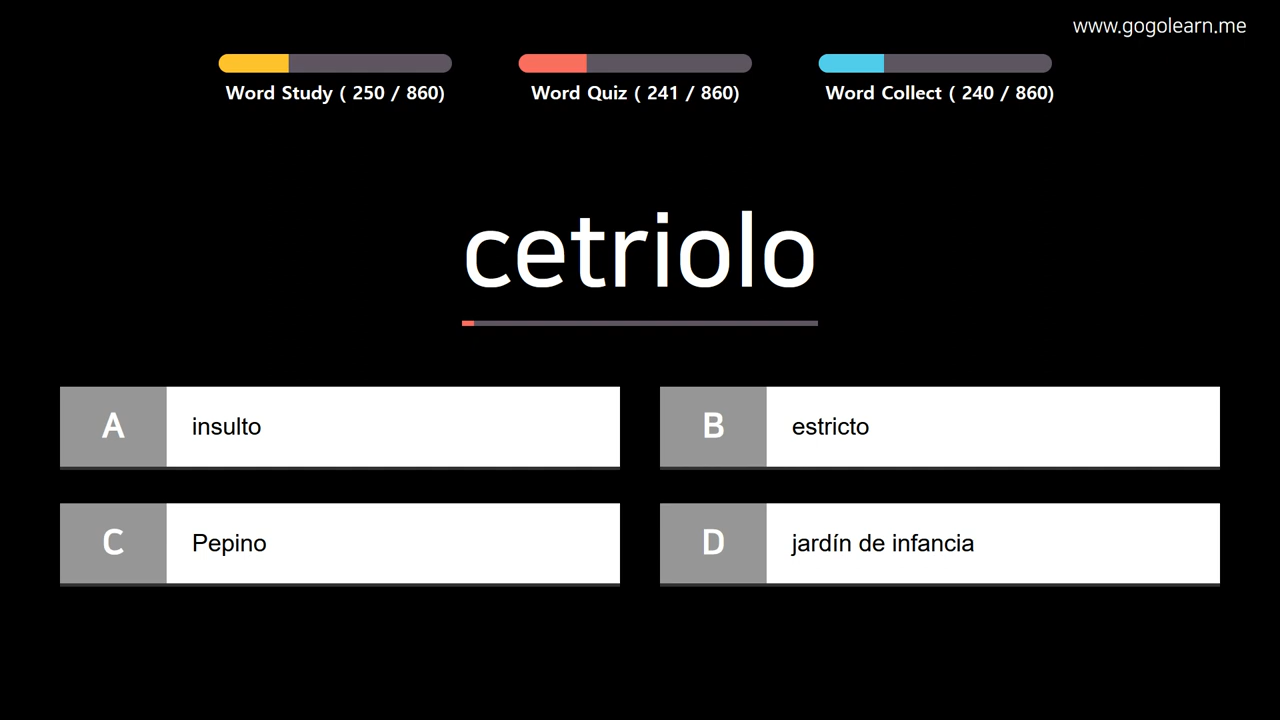 www.gogolearn.me
Word Study ( 250 / 860)
Word Quiz ( 241 / 860)
Word Collect ( 240 / 860)
cetriolo
A insulto
B estricto
C Pepino
D jardín de infancia